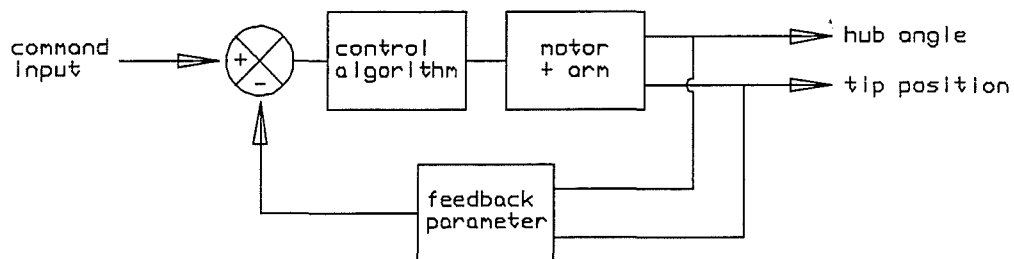 command
input
+
-
control
algorithm
motor
+ arm
hub angle
tip position
feedback
parameter